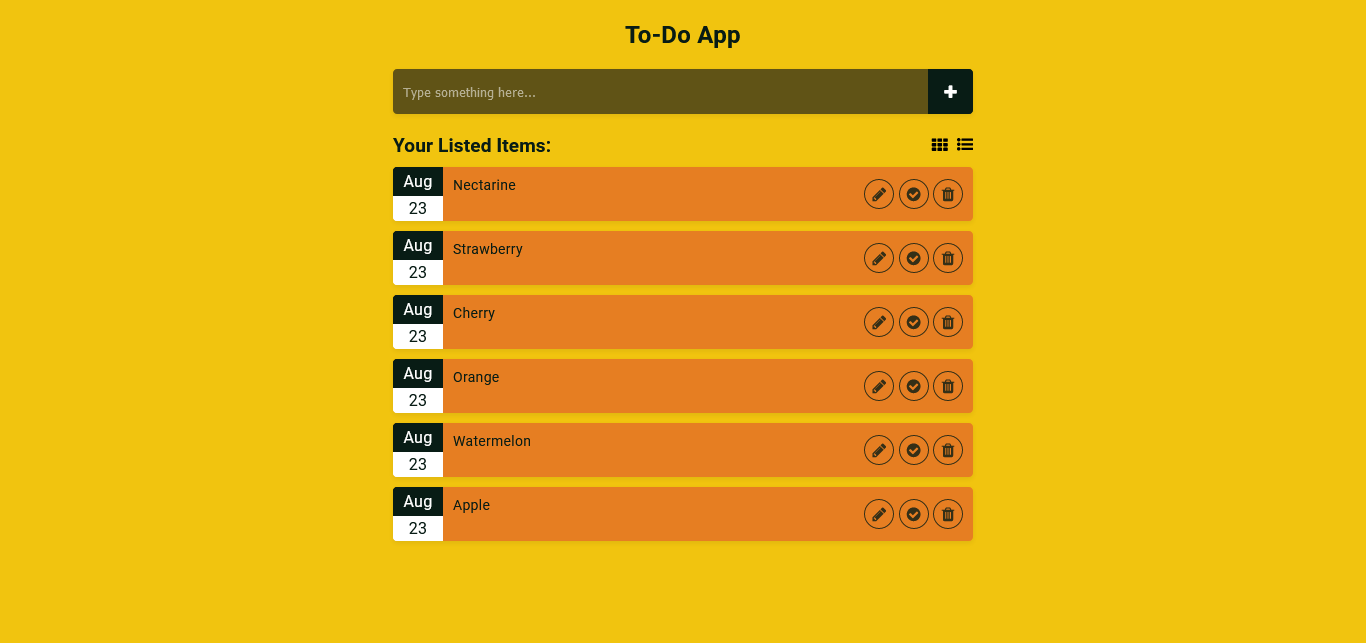 To-Do App
Type something here...
Your Listed Items:
Aug
23
Nectarine
Aug
23
Strawberry
Aug
23
Cherry
Aug
23
Orange
Aug
23
Watermelon
Aug
23
Apple